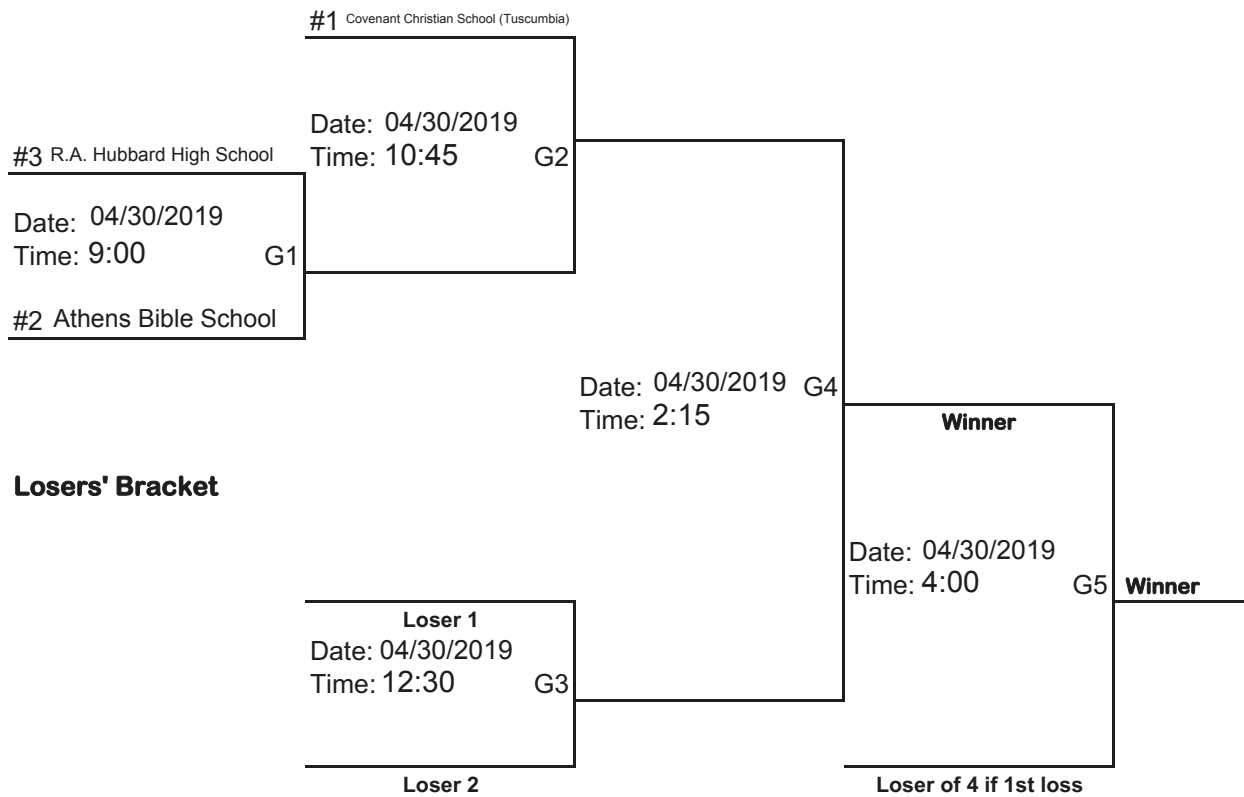 #1 Covenant Christian School (Tuscumbia)
Date: 04/30/2019
Time: 10:45 G2
#3 R.A. Hubbard High School
Date: 04/30/2019
Time: 9:00 G1
#2 Athens Bible School
Date: 04/30/2019 G4
Time: 2:15
Winner
Losers' Bracket
Date: 04/30/2019
Time: 4:00 G5 Winner
Loser 1
Date: 04/30/2019
Time: 12:30 G3
Loser 2
Loser of 4 if 1st loss